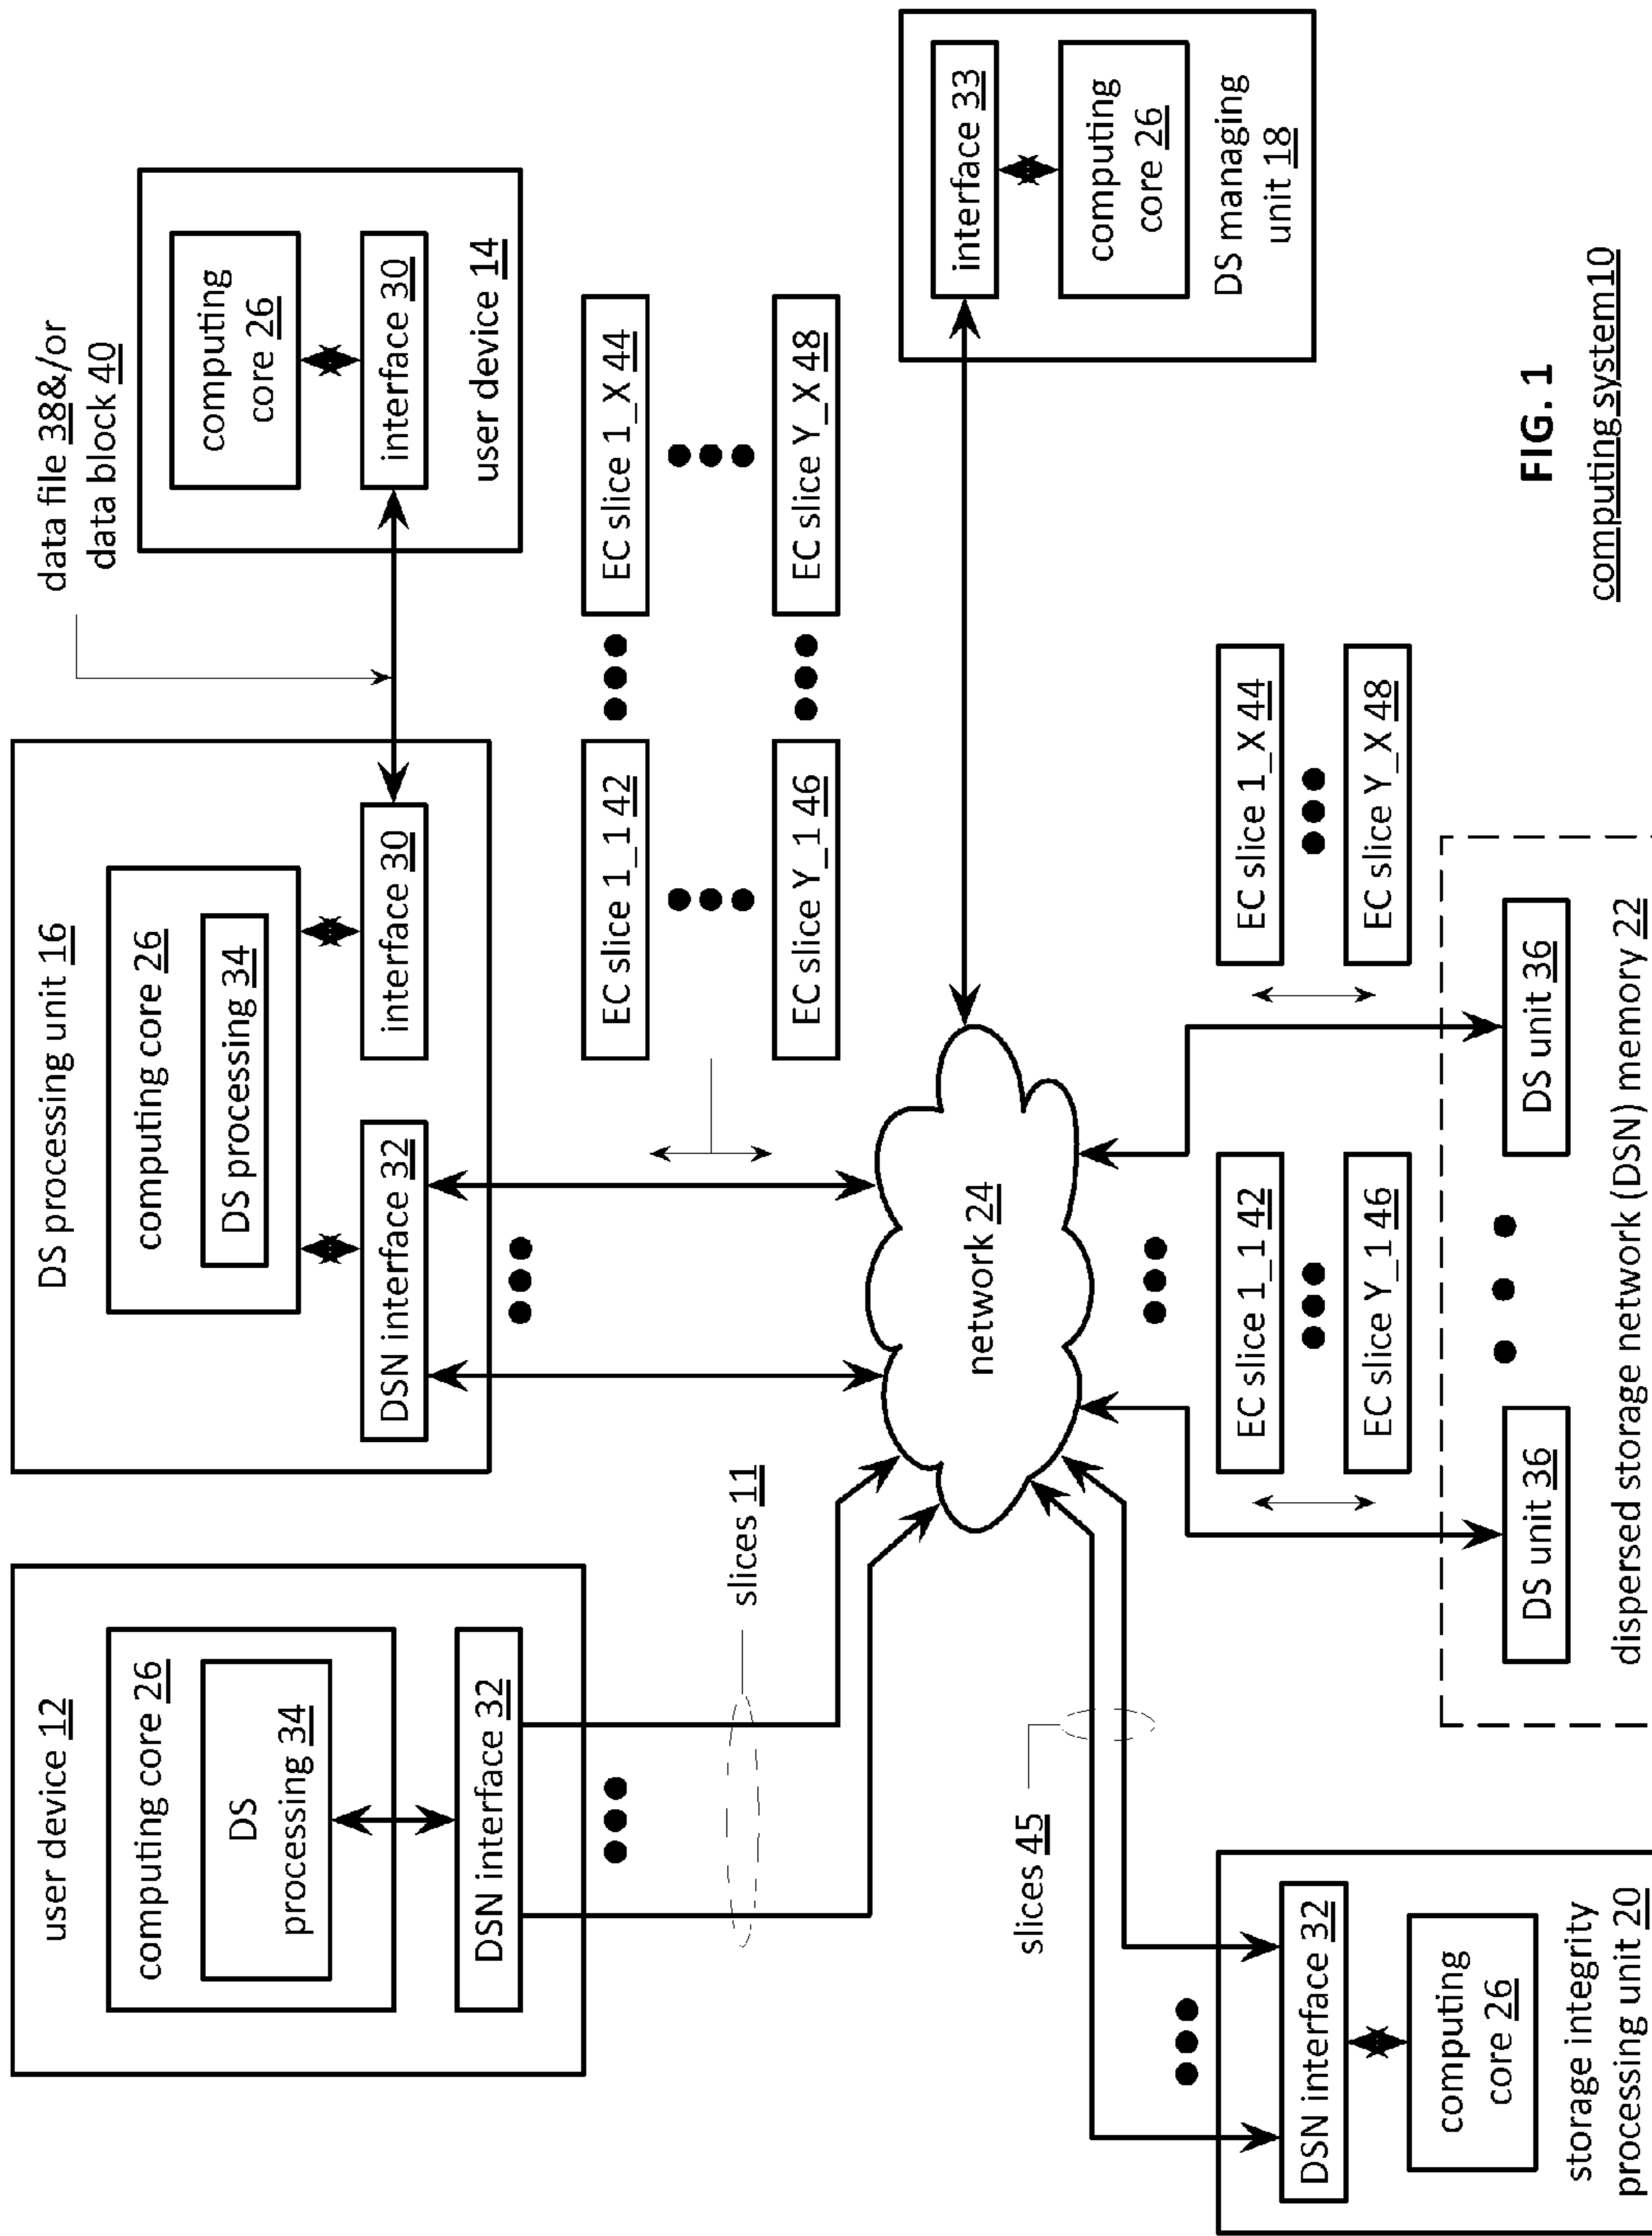 user device 12
computing core 26
DS
processing 34
DSN interface 32
slices 11
DS processing unit 16
computing core 26
DS processing 34
DSN interface 32
interface 30
data file 38&/or
data block 40
computing
core 26
interface 30
user device 14
EC slice 1_1 42
EC slice 1_X 44
EC slice Y_1 46
EC slice Y_X 48
network 24
interface 33
computing
core 26
DS managing
unit 18
slices 45
DSN interface 32
computing
core 26
storage integrity
processing unit 20
EC slice 1_1 42
EC slice Y_1 46
EC slice 1_X 44
EC slice Y_X 48
DS unit 36
DS unit 36
dispersed storage network (DSN) memory 22
FIG. 1
computing system10